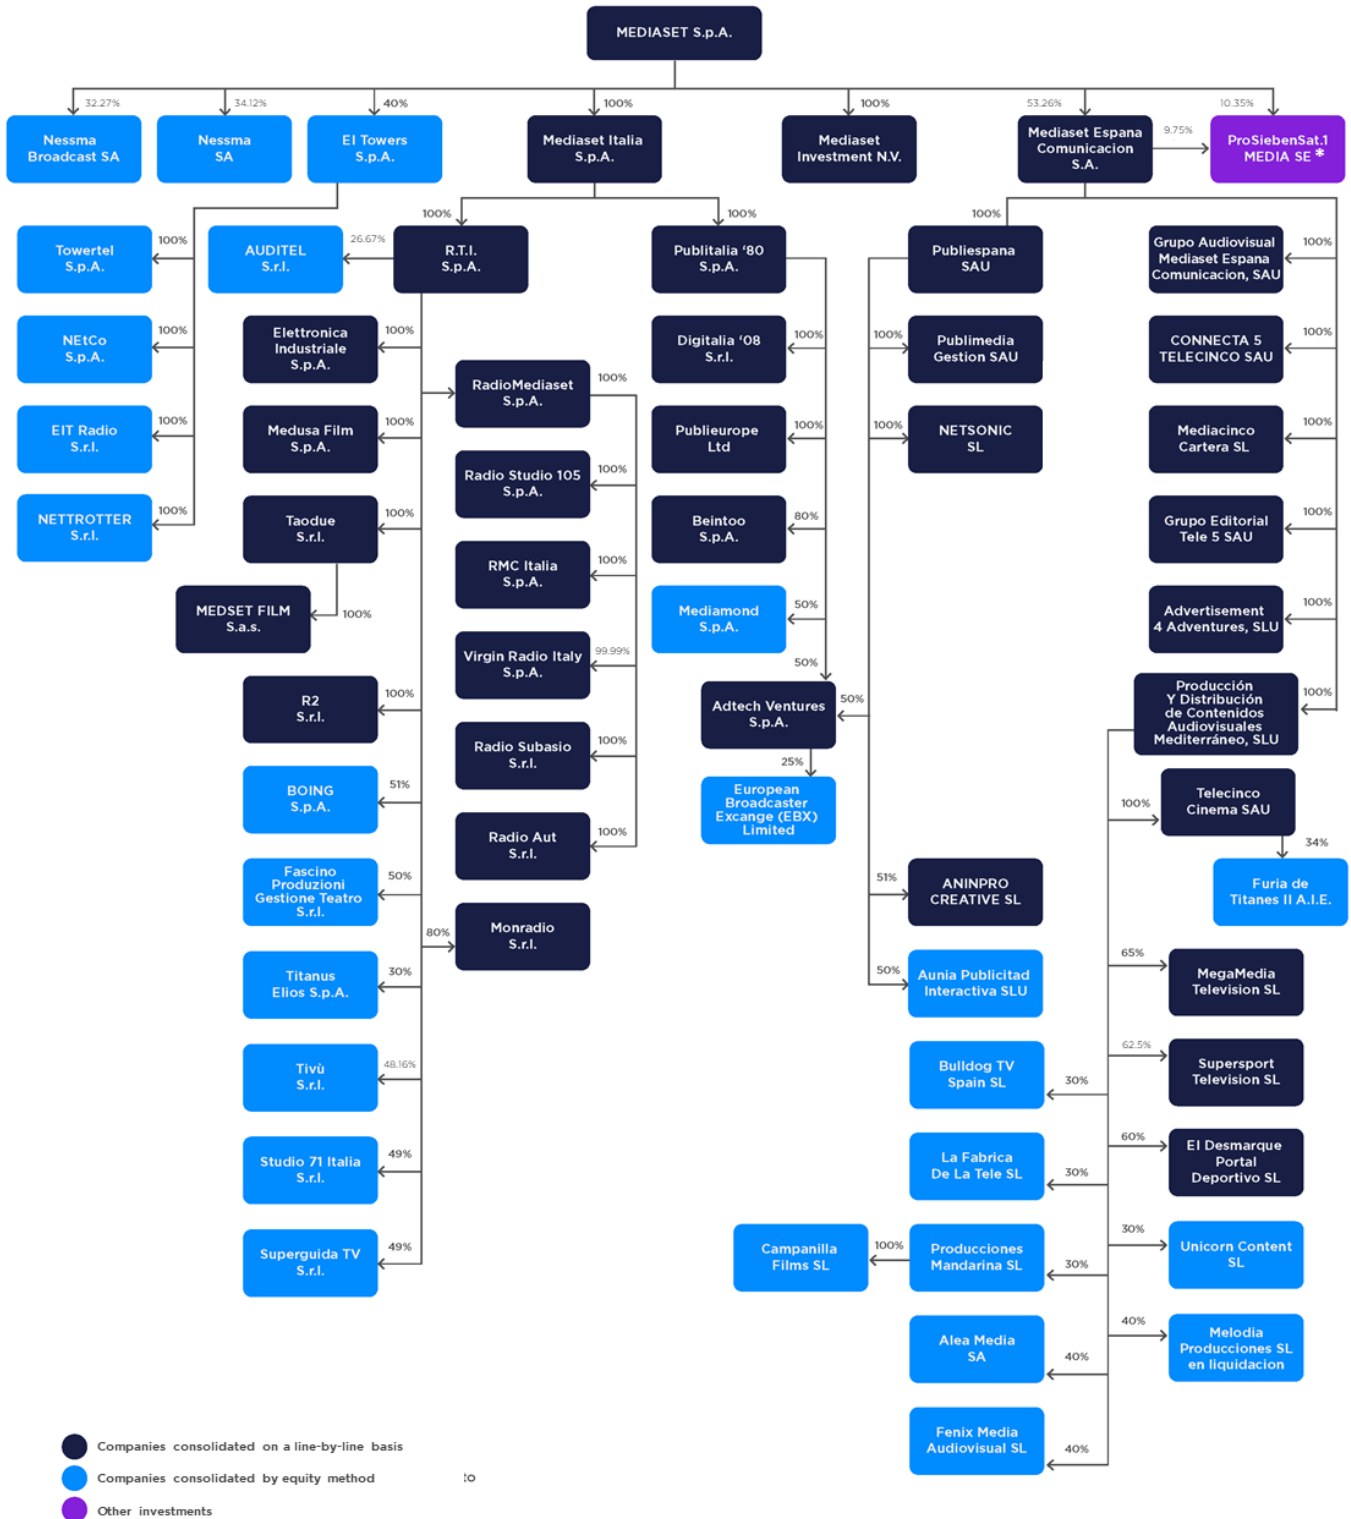 MEDIASET S.p.A.
32.27%
34.12%
40%
100%
100%
53.26%
10.35%
Nessma
Broadcast SA
Nessma
SA
EI Towers
S.p.A.
Mediaset Italia
S.p.A.
Mediaset
Investment N.V.
Mediaset Espana
Comunicacion
S.A.
9.75%
ProSiebenSat.1
MEDIA SE *
100%
100%
100%
Towertel
S.p.A.
100%
AUDITEL
S.r.l.
26.67%
R.T.I.
S.p.A.
Publitalia ‘80
S.p.A.
Publiespana
SAU
Grupo Audiovisual
Mediaset Espana
Comunicacion, SAU
100%
NEtCo
S.p.A.
100%
Elettronica
Industriale
S.p.A.
100%
Digitalia ‘08
S.r.l.
100%
100%
Publimedia
Gestion SAU
CONNECTA 5
TELECINCO SAU
100%
RadioMediaset
S.p.A.
100%
EIT Radio
S.r.l.
100%
Medusa Film
S.p.A.
100%
Publieurope
Ltd
100%
100%
NETSONIC
SL
Mediacinco
Cartera SL
100%
Radio Studio 105
S.p.A.
100%
NETTROTTER
S.r.l.
100%
Taodue
S.r.l.
100%
Beintoo
S.p.A.
80%
Grupo Editorial
Tele 5 SAU
100%
RMC Italia
S.p.A.
100%
MEDSET FILM
S.a.s.
100%
Mediamond
S.p.A.
50%
Advertisement
4 Adventures, SLU
100%
Virgin Radio Italy
S.p.A.
99.99%
50%
R2
S.r.l.
100%
Adtech Ventures
S.p.A.
50%
Producción
Y Distribución
de Contenidos
Audiovisuales
Mediterráneo, SLU
100%
Radio Subasio
S.r.l.
100%
25%
BOING
S.p.A.
51%
European
Broadcaster
Excange (EBX)
Limited
100%
Telecinco
Cinema SAU
Radio Aut
S.r.l.
100%
34%
Fascino
Produzioni
Gestione Teatro
S.r.l.
50%
51%
ANINPRO
CREATIVE SL
Furia de
Titanes II A.I.E.
80%
Monradio
S.r.l.
Titanus
Elios S.p.A.
30%
50%
Aunia Publicitad
Interactiva SLU
65%
MegaMedia
Television SL
Tivù
S.r.l.
48.16%
Bulldog TV
Spain SL
30%
62.5%
Supersport
Television SL
Studio 71 Italia
S.r.l.
49%
La Fabrica
De La Tele SL
30%
60%
El Desmarque
Portal
Deportivo SL
Superguida TV
S.r.l.
49%
Campanilla
Films SL
100%
Producciones
Mandarina SL
30%
30%
Unicorn Content
SL
Alea Media
SA
40%
40%
Melodia
Producciones SL
en liquidacion
Fenix Media
Audiovisual SL
40%
Companies consolidated on a line-by-line basis
Companies consolidated by equity method
to
Other investments